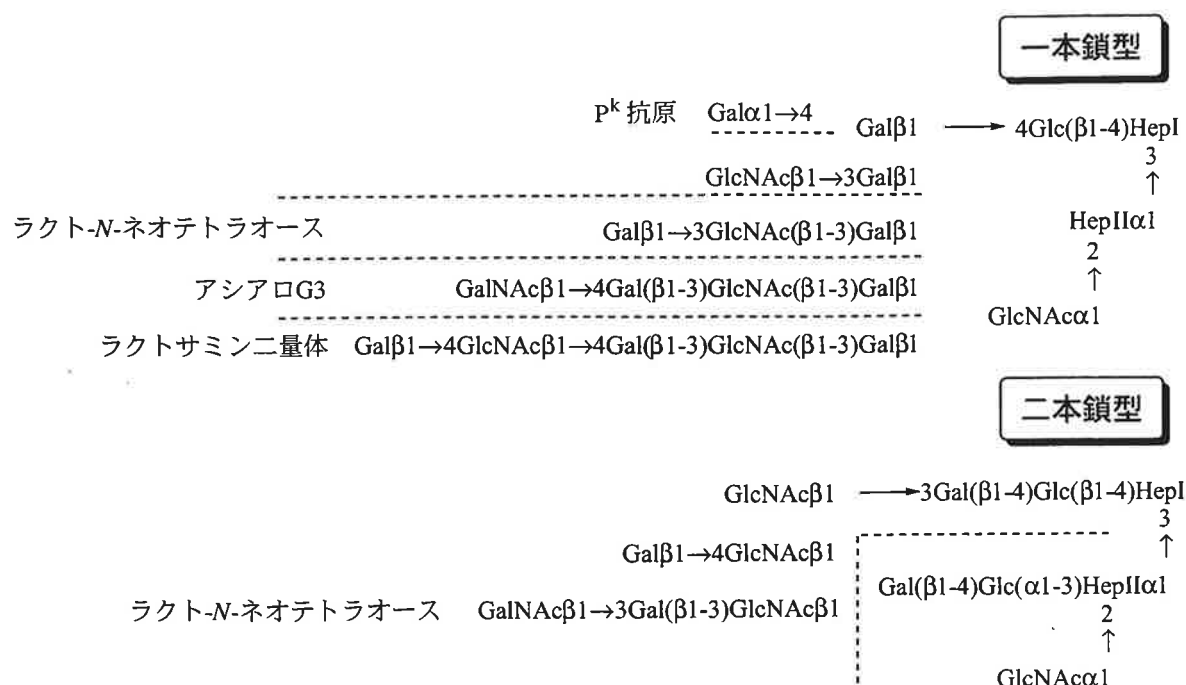 一本鎖型
Pk 抗原 Galα1→4
Galβ1 → 4Glc(β1-4)HepI
3
↑
GlcNAcβ1→3Galβ1
ラクト-N-ネオテトラオース Galβ1→3GlcNAc(β1-3)Galβ1
HepIIα1
2
↑
アシアロG3 GalNAcβ1→4Gal(β1-3)GlcNAc(β1-3)Galβ1
GlcNAcα1
ラクトサミン二量体 Galβ1→4GlcNAcβ1→4Gal(β1-3)GlcNAc(β1-3)Galβ1
二本鎖型
GlcNAcβ1 → 3Gal(β1-4)Glc(β1-4)HepI
3
↑
Galβ1→4GlcNAcβ1
Gal(β1-4)Glc(α1-3)HepIIα1
ラクト-N-ネオテトラオース GalNAcβ1→3Gal(β1-3)GlcNAcβ1
2
↑
GlcNAcα1